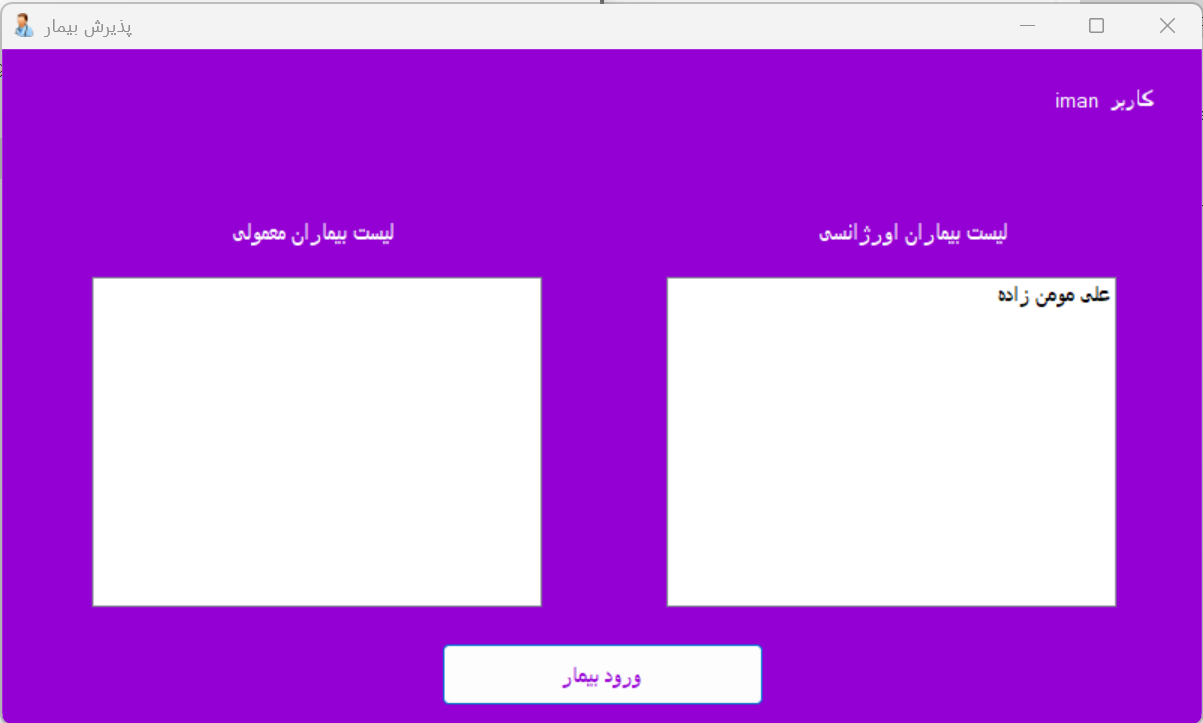 پذیرش بیمار
کاربر iman
لیست بیماران اورژانسی
لیست بیماران معمولی
علی مومن زاده
ورود بیمار